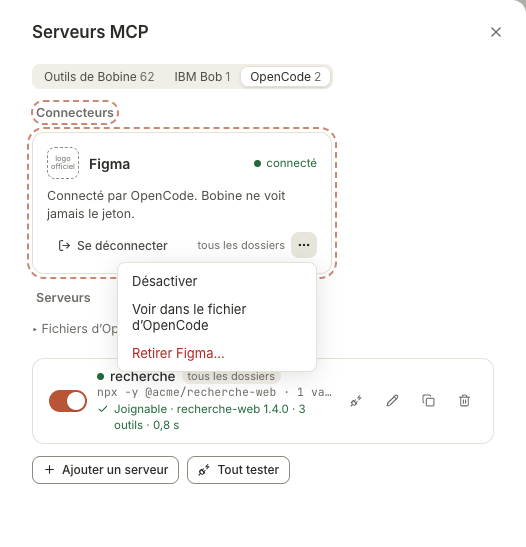 Serveurs MCP
Outils de Bobine 62 IBM Bob 1 OpenCode 2
Connecteurs
logo
officiel
Figma
connecté
Connecté par OpenCode. Bobine ne voit
jamais le jeton.
Se déconnecter
tous les dossiers
Désactiver
Voir dans le fichier
d’OpenCode
Retirer Figma…
Serveurs
Fichiers d’Op
recherche tous les dossiers
npx -y @acme/recherche-web · 1 va…
Joignable · recherche-web 1.4.0 · 3
outils · 0,8 s
Ajouter un serveur
Tout tester